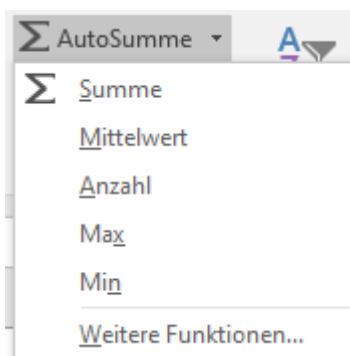 AutoSumme
Summe
Mittelwert
Anzahl
Max
Min
Weitere Funktionen...